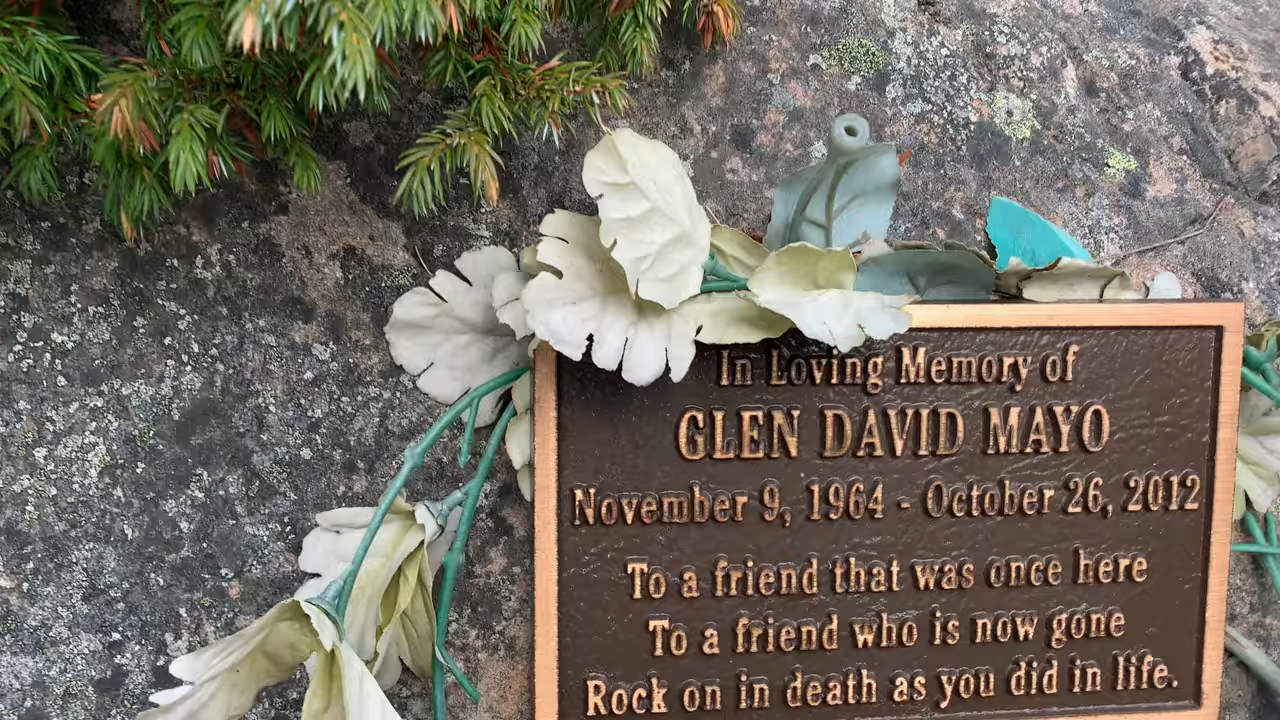 In Loving Memory of
GLEN DAVID MAYO
November 9, 1964 - October 26, 2012
To a friend that was once here
To a friend who is now gone
Rock on in death as you did in life.